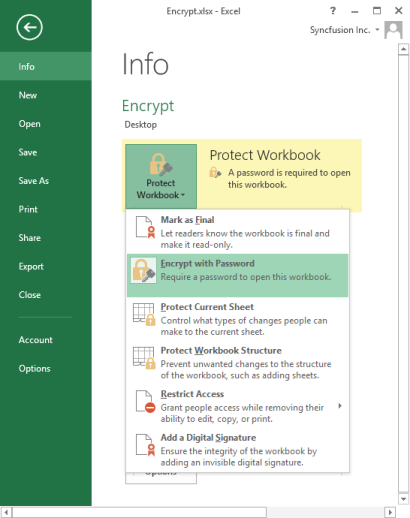 Encrypt.xlsx - Excel
?
Syncfusion Inc.
Info
New
Open
Save
Save As
Print
Share
Export
Close
Account
Options
Info
Encrypt
Desktop
Protect
Workbook
Protect Workbook
A password is required to open
this workbook.
Mark as Final
Let readers know the workbook is final and
make it read-only.
Encrypt with Password
Require a password to open this workbook.
Protect Current Sheet
Control what types of changes people can
make to the current sheet.
Protect Workbook Structure
Prevent unwanted changes to the structure
of the workbook, such as adding sheets.
Restrict Access
Grant people access while removing their
ability to edit, copy, or print.
Add a Digital Signature
Ensure the integrity of the workbook by
adding an invisible digital signature.
Options